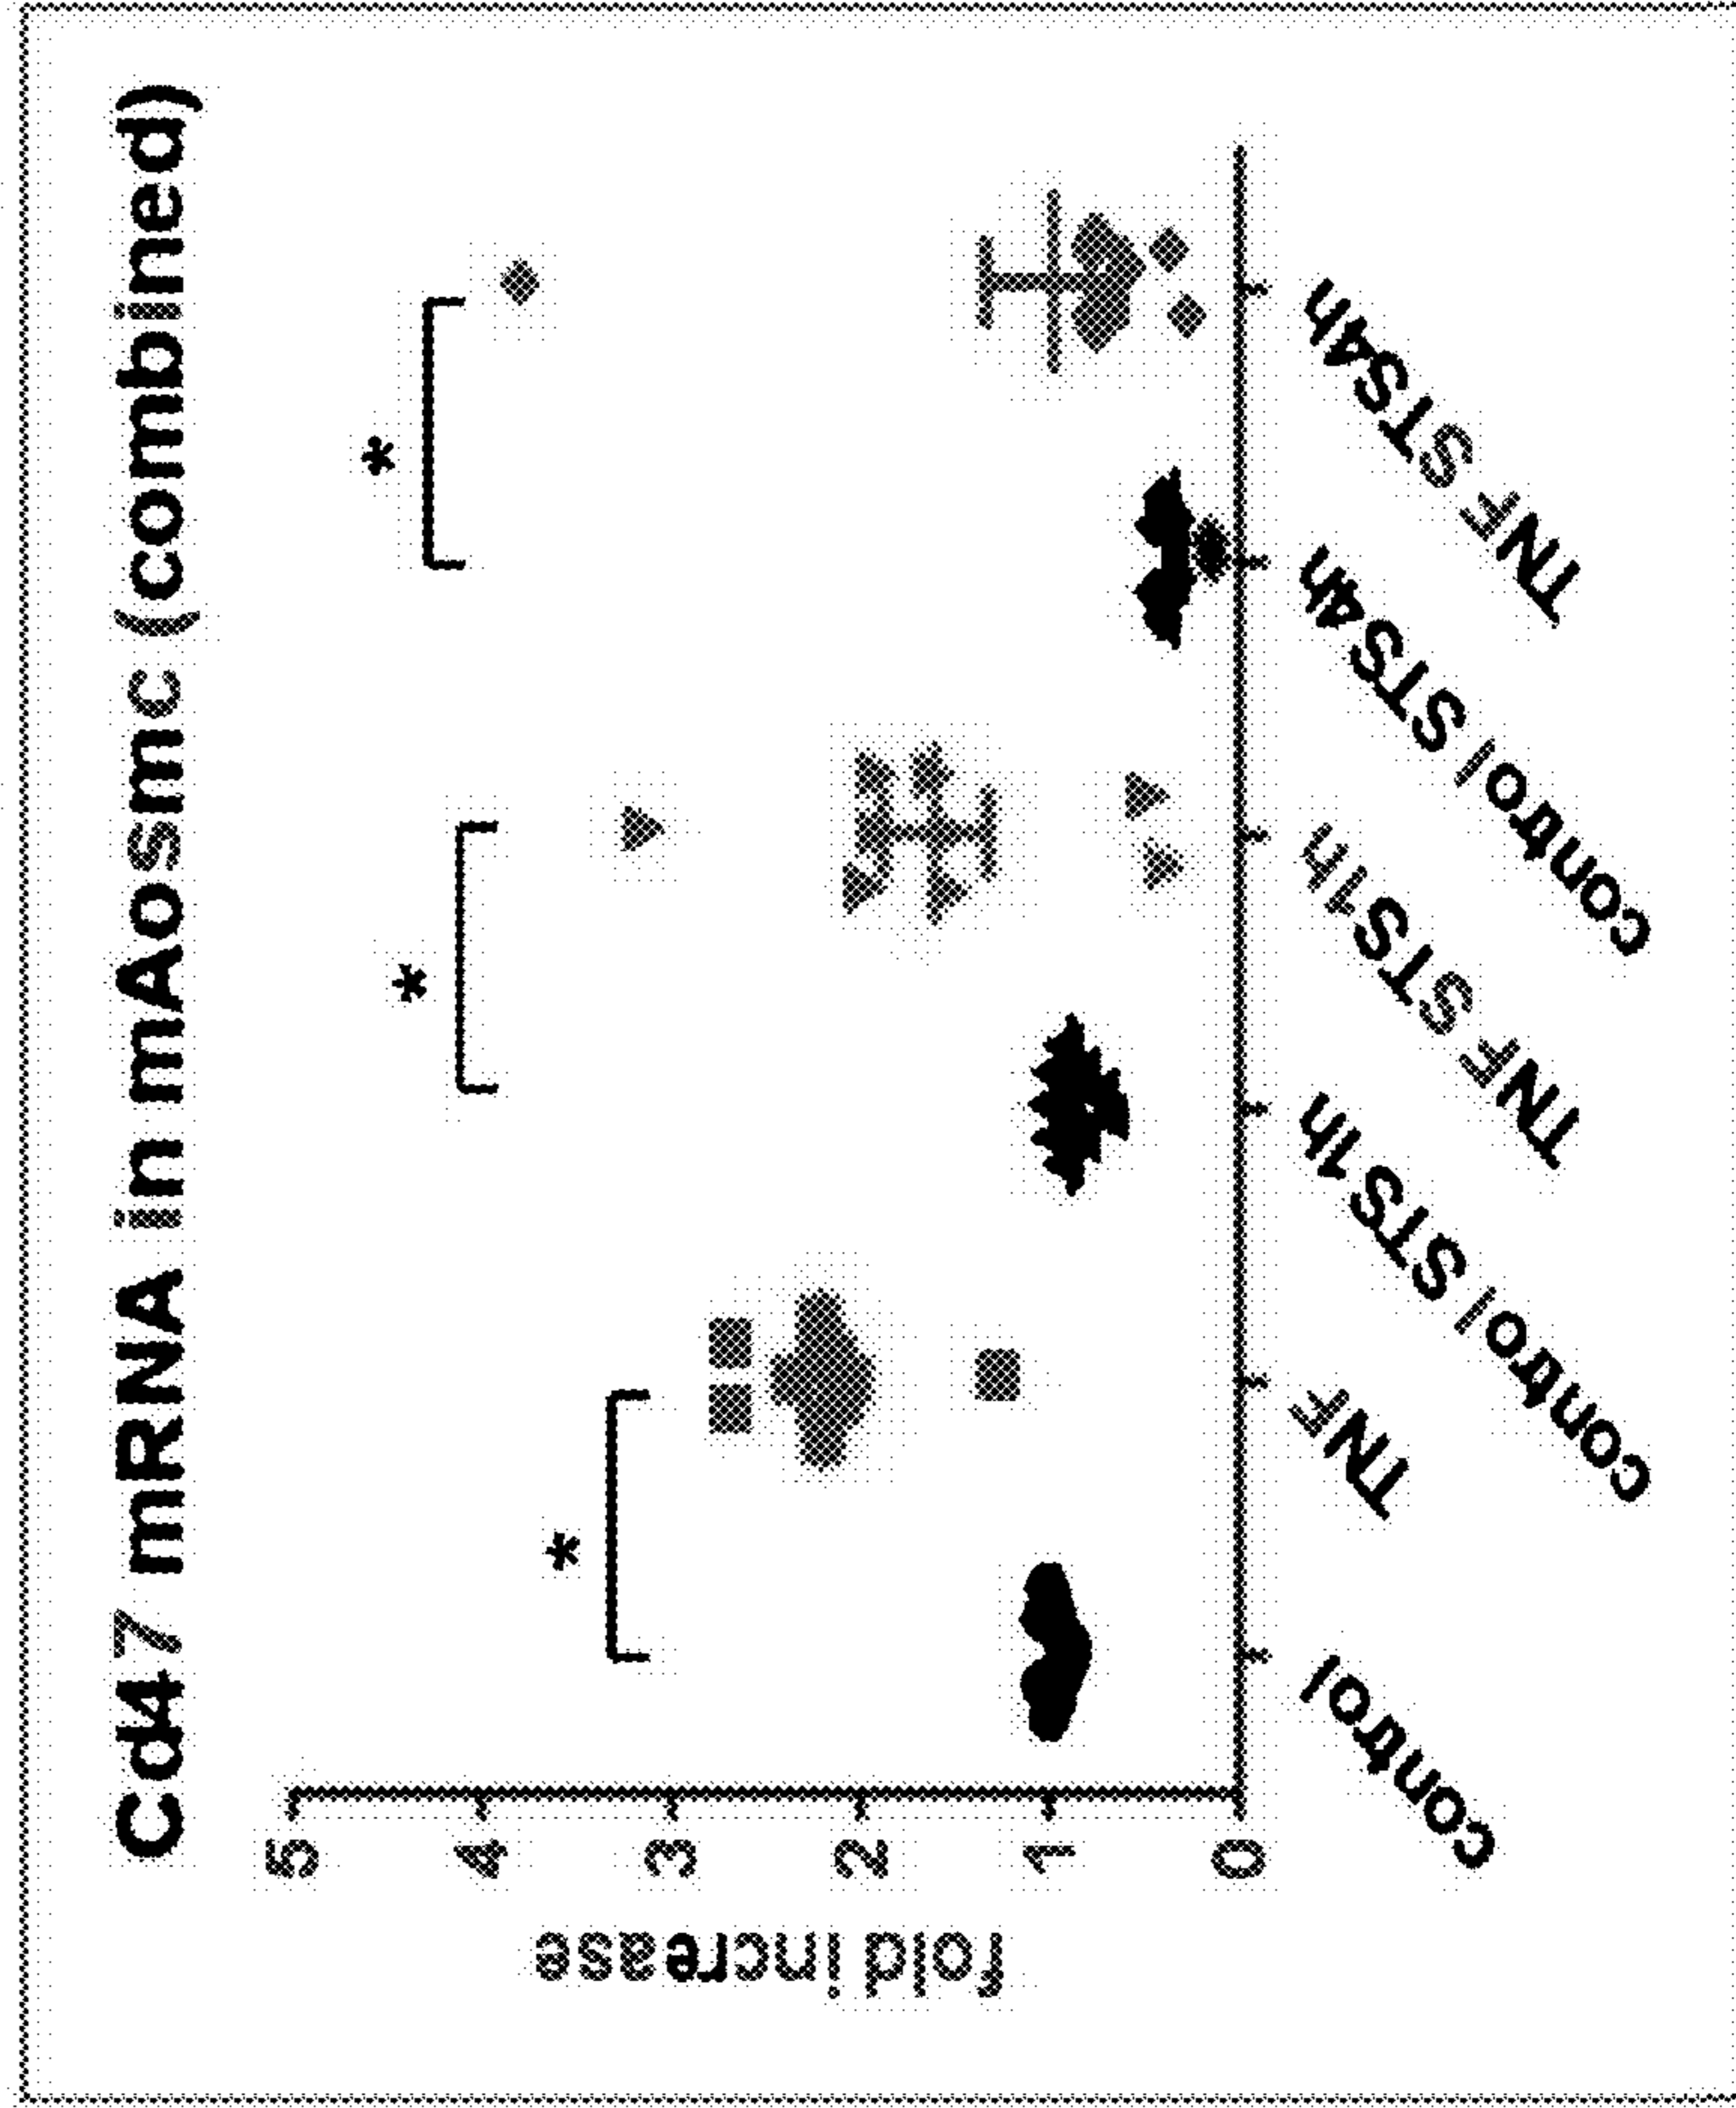 Cd47 mRNA in mAosmc (combined)
fold increase
5
4
3
2
1
0
*
*
*
control
TNF
control STS1h
TNF STS1h
control STS4h
TNF STS4h